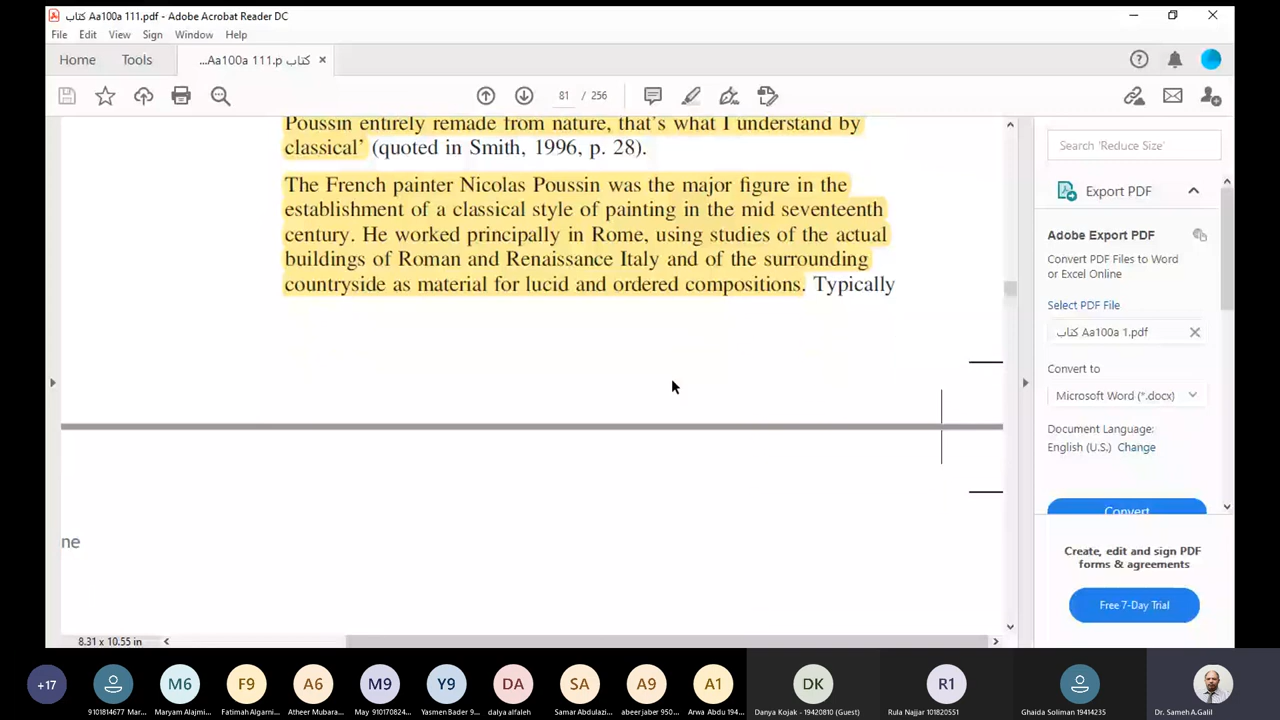 كتاب Aa100a 111.pdf - Adobe Acrobat Reader DC
File Edit View Sign Window Help
Home Tools ...Aa100a 111.p كتاب ×
81 / 256
Poussin entirely remade from nature, that's what I understand by
classical' (quoted in Smith, 1996, p. 28).
The French painter Nicolas Poussin was the major figure in the
establishment of a classical style of painting in the mid seventeenth
century. He worked principally in Rome, using studies of the actual
buildings of Roman and Renaissance Italy and of the surrounding
countryside as material for lucid and ordered compositions. Typically
ne
8.31 x 10.55 in
Search 'Reduce Size'
Export PDF
Adobe Export PDF
Convert PDF Files to Word
or Excel Online
Select PDF File
كتاب Aa100a 1.pdf
Convert to
Microsoft Word (*.docx)
Document Language:
English (U.S.) Change
Convert
Create, edit and sign PDF
forms & agreements
Free 7-Day Trial
+17 M6 F9 A6 M9 Y9 DA SA A9 A1 DK R1
9101814677 Mar...
Maryam Alajmi...
Fatimah Algarni...
Atheer Mubara...
May 910170824...
Yasmen Bader 9...
dalya alfaleh
Samar Abdulazi...
abeer jaber 950...
Arwa Abdu 194...
Danya Kojak - 19420810 (Guest)
Rula Najjar 101820551
Ghaida Soliman 19414235
Dr. Sameh A.Galil